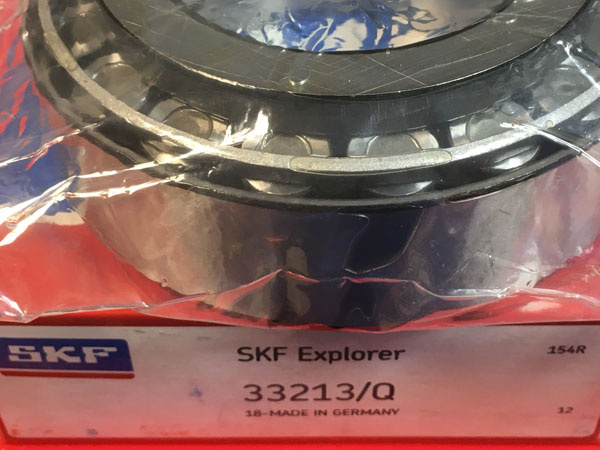 SKF
SKF Explorer
154R
33213/Q
18-MADE IN GERMANY
12